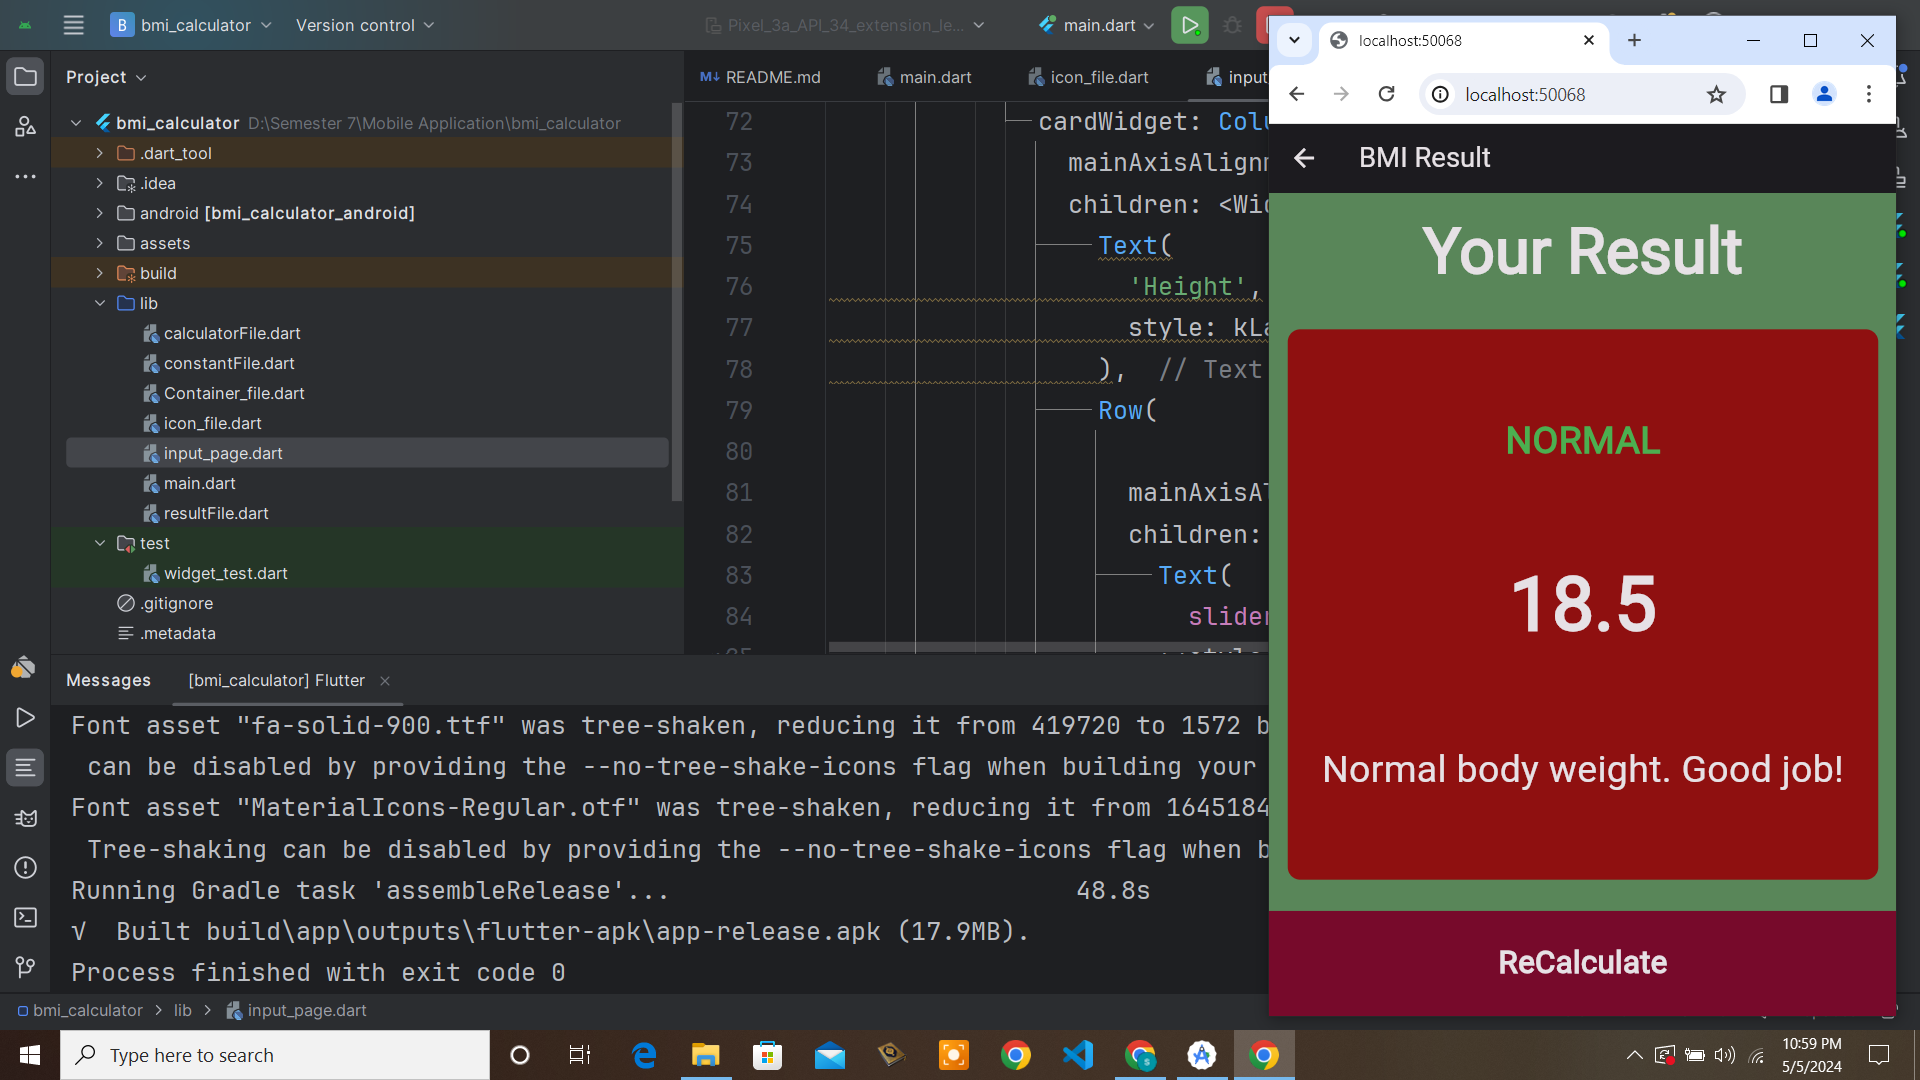 B bmi_calculator
Version control
Pixel_3a_API_34_extension_le...
main.dart
Project
bmi_calculator D:\Semester 7\Mobile Application\bmi_calculator
.dart_tool
.idea
android [bmi_calculator_android]
assets
build
lib
calculatorFile.dart
constantFile.dart
Container_file.dart
icon_file.dart
input_page.dart
main.dart
resultFile.dart
test
widget_test.dart
.gitignore
.metadata
M↓ README.md
main.dart
icon_file.dart
input
72 cardWidget: Colu
73 mainAxisAlignm
74 children: <Wid
75 Text(
76 'Height',
77 style: kLa
78 ), // Text
79 Row(
80
81 mainAxisAl
82 children:
83 Text(
84 slider
Messages
[bmi_calculator] Flutter
Font asset "fa-solid-900.ttf" was tree-shaken, reducing it from 419720 to 1572 b
can be disabled by providing the --no-tree-shake-icons flag when building your
Font asset "MaterialIcons-Regular.otf" was tree-shaken, reducing it from 1645184
Tree-shaking can be disabled by providing the --no-tree-shake-icons flag when b
Running Gradle task 'assembleRelease'... 48.8s
√ Built build\app\outputs\flutter-apk\app-release.apk (17.9MB).
Process finished with exit code 0
bmi_calculator > lib > input_page.dart
localhost:50068
localhost:50068
BMI Result
Your Result
NORMAL
18.5
Normal body weight. Good job!
ReCalculate
Type here to search
10:59 PM
5/5/2024